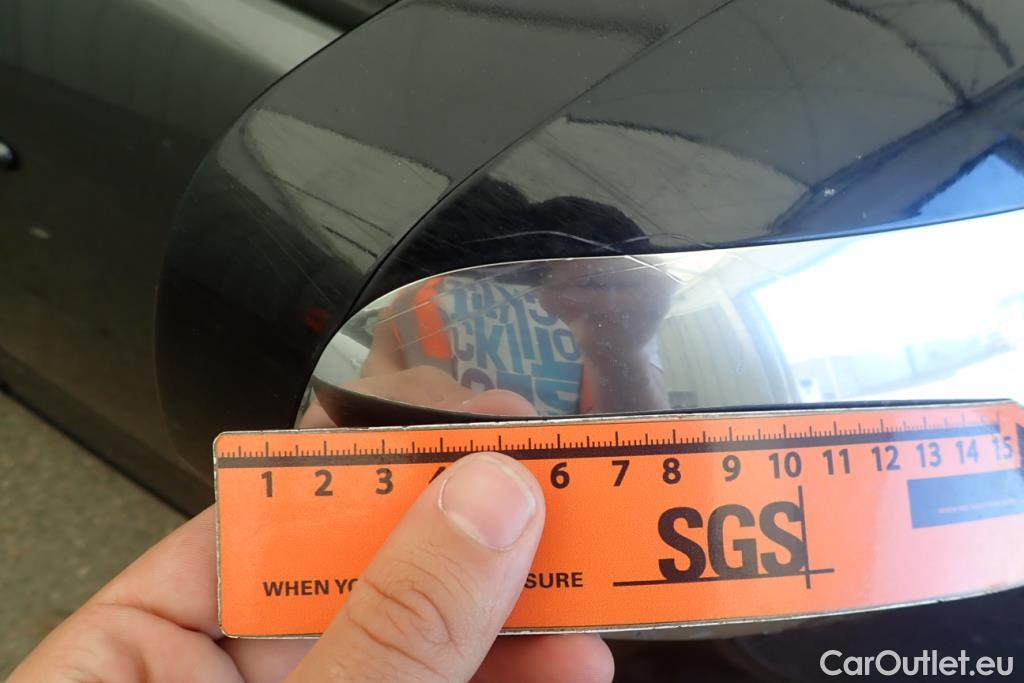 1 2 3 4 6 7 8 9 10 11 12 13 14 15
SGS
WHEN YO SURE
CarOutlet.eu